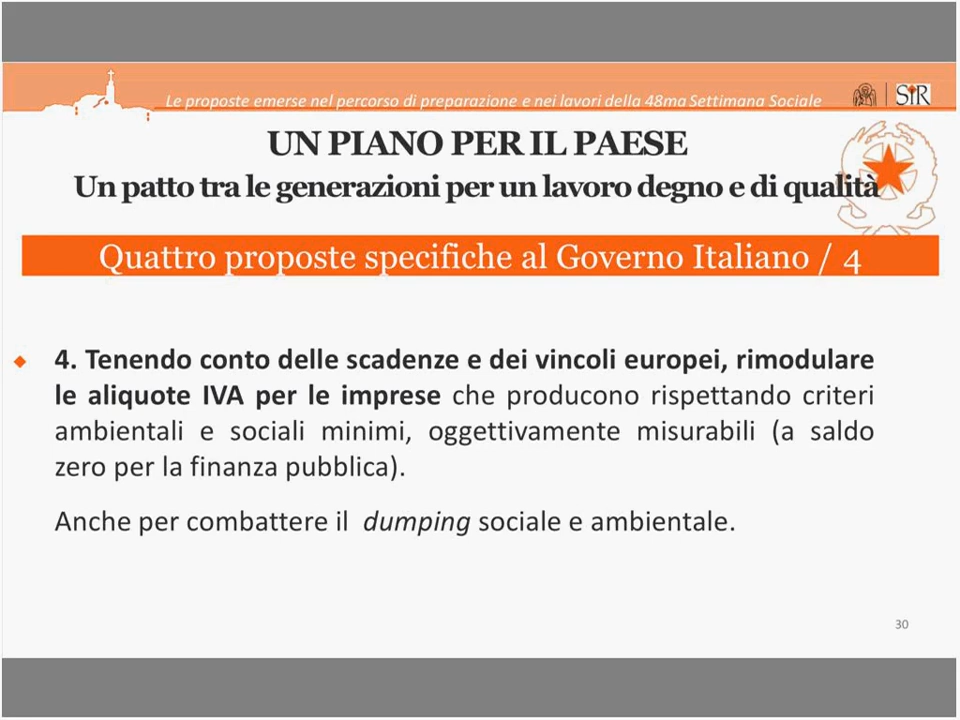 Le proposte emerse nel percorso di preparazione e nei lavori della 48ma Settimana Sociale
SIR
UN PIANO PER IL PAESE
Un patto tra le generazioni per un lavoro degno e di qualità
Quattro proposte specifiche al Governo Italiano / 4
4. Tenendo conto delle scadenze e dei vincoli europei, rimodulare
le aliquote IVA per le imprese che producono rispettando criteri
ambientali e sociali minimi, oggettivamente misurabili (a saldo
zero per la finanza pubblica).
Anche per combattere il dumping sociale e ambientale.
30